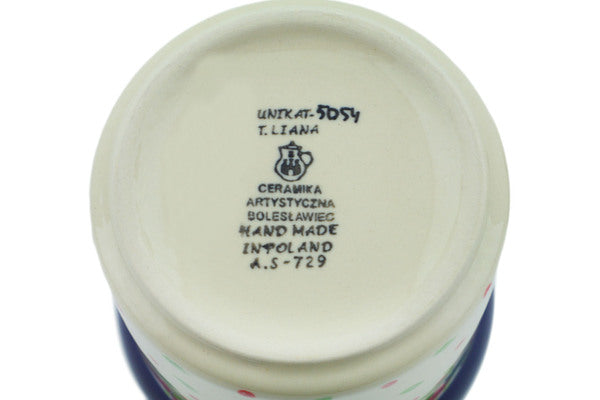 UNIKAT-5054
T. LIANA
CERAMIKA
ARTYSTYCZNA
BOLESŁAWIEC
HAND MADE
IN POLAND
A.S-729